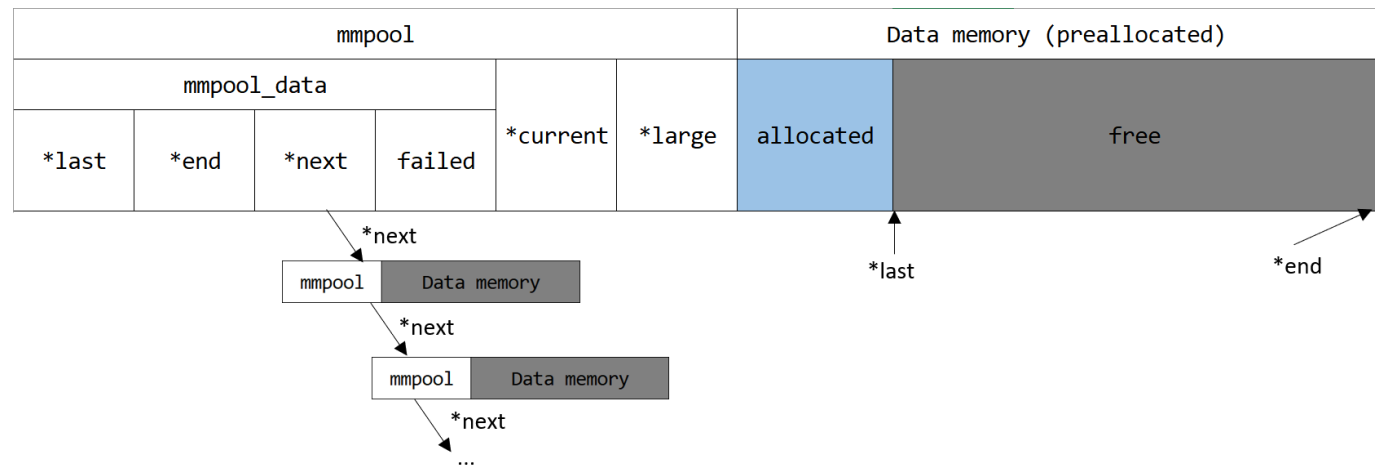 mmpool
Data memory (preallocated)
mmpool_data
*current
*large
allocated
free
*last
*end
*next
failed
*next
*last
*end
mmpool
Data memory
*next
mmpool
Data memory
*next
...